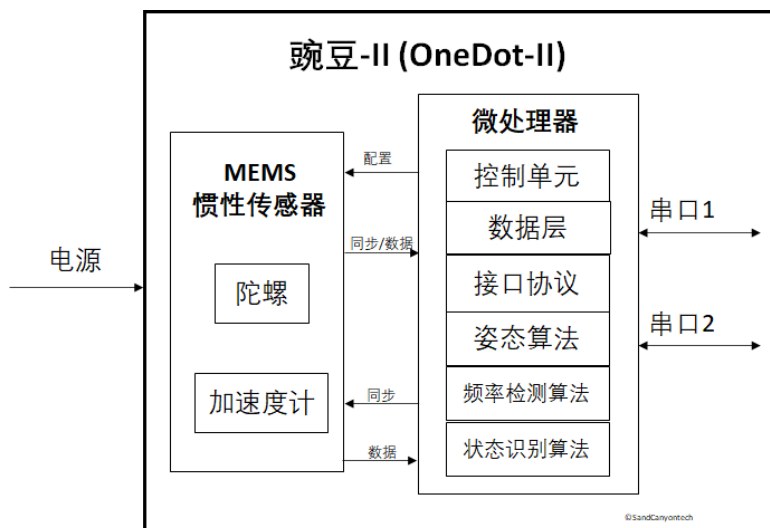 豌豆-II (OneDot-II)
微处理器
MEMS
惯性传感器
配置
控制单元
数据层
同步/数据
接口协议
姿态算法
陀螺
加速度计
同步
频率检测算法
状态识别算法
数据
电源
串口1
串口2
©SandCanyontech